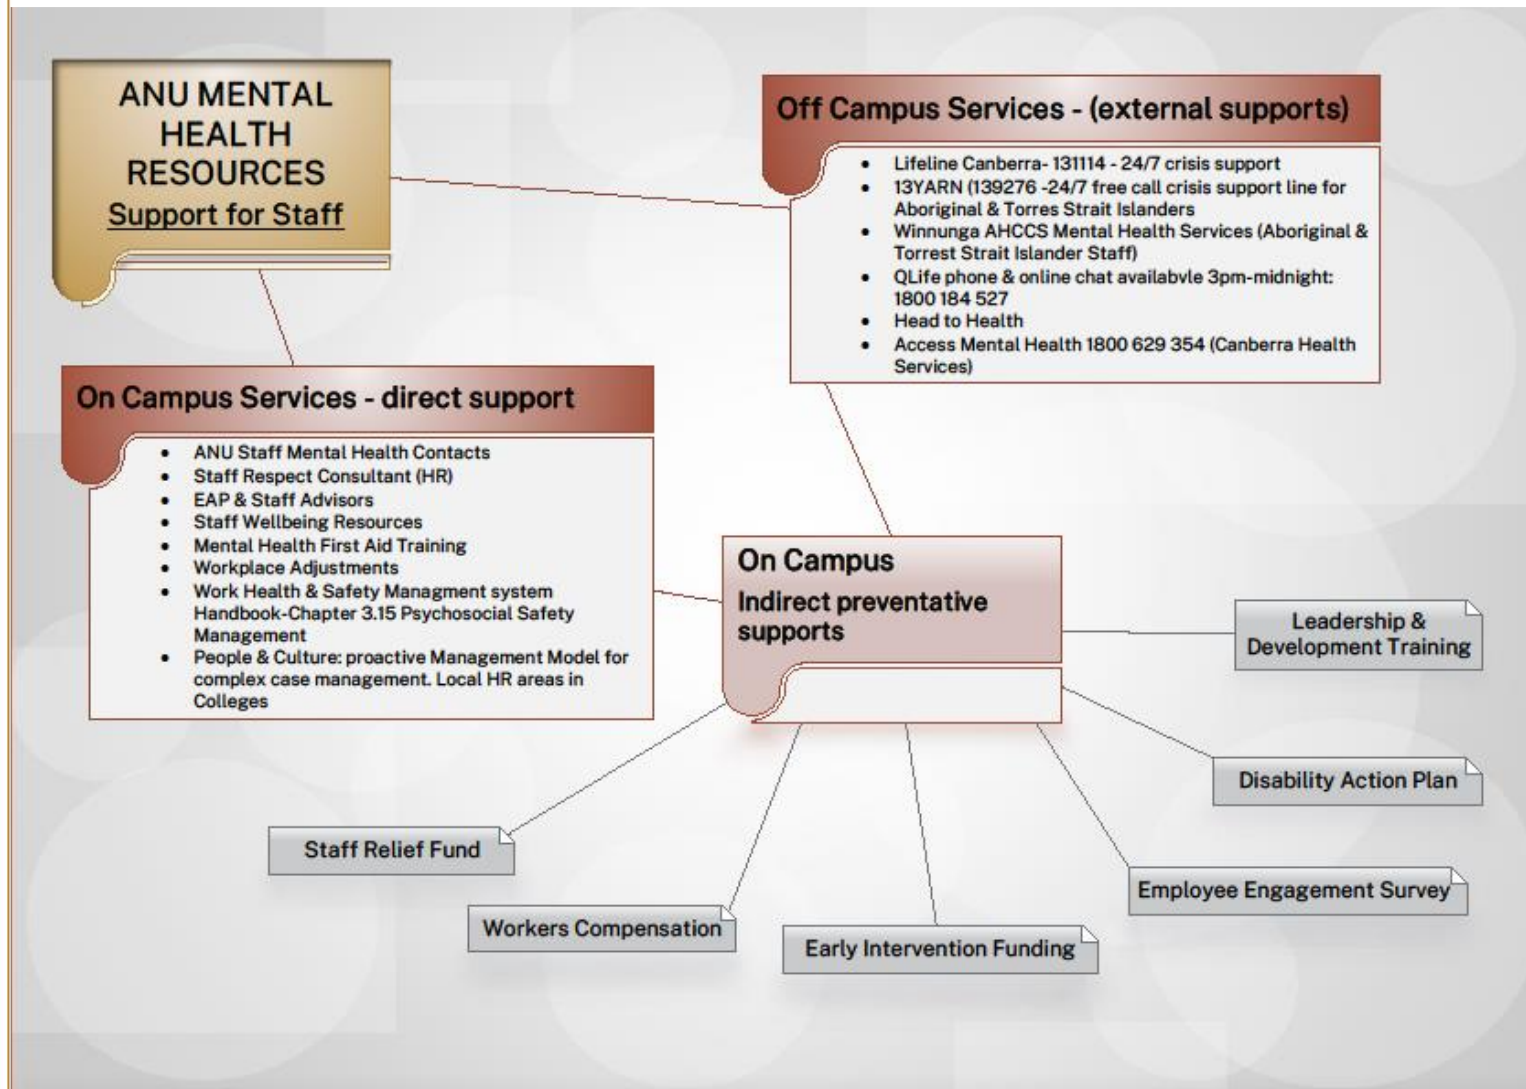 ANU MENTAL
HEALTH
RESOURCES
Support for Staff
Off Campus Services - (external supports)
• Lifeline Canberra- 131114 - 24/7 crisis support
• 13YARN (139276 -24/7 free call crisis support line for
Aboriginal & Torres Strait Islanders
• Winnunga AHCCS Mental Health Services (Aboriginal &
Torrest Strait Islander Staff)
• QLife phone & online chat availabvle 3pm-midnight:
1800 184 527
• Head to Health
• Access Mental Health 1800 629 354 (Canberra Health
Services)
On Campus Services - direct support
• ANU Staff Mental Health Contacts
• Staff Respect Consultant (HR)
• EAP & Staff Advisors
• Staff Wellbeing Resources
• Mental Health First Aid Training
• Workplace Adjustments
• Work Health & Safety Managment system
Handbook-Chapter 3.15 Psychosocial Safety
Management
• People & Culture: proactive Management Model for
complex case management. Local HR areas in
Colleges
On Campus
Indirect preventative
supports
Leadership &
Development Training
Disability Action Plan
Employee Engagement Survey
Early Intervention Funding
Workers Compensation
Staff Relief Fund